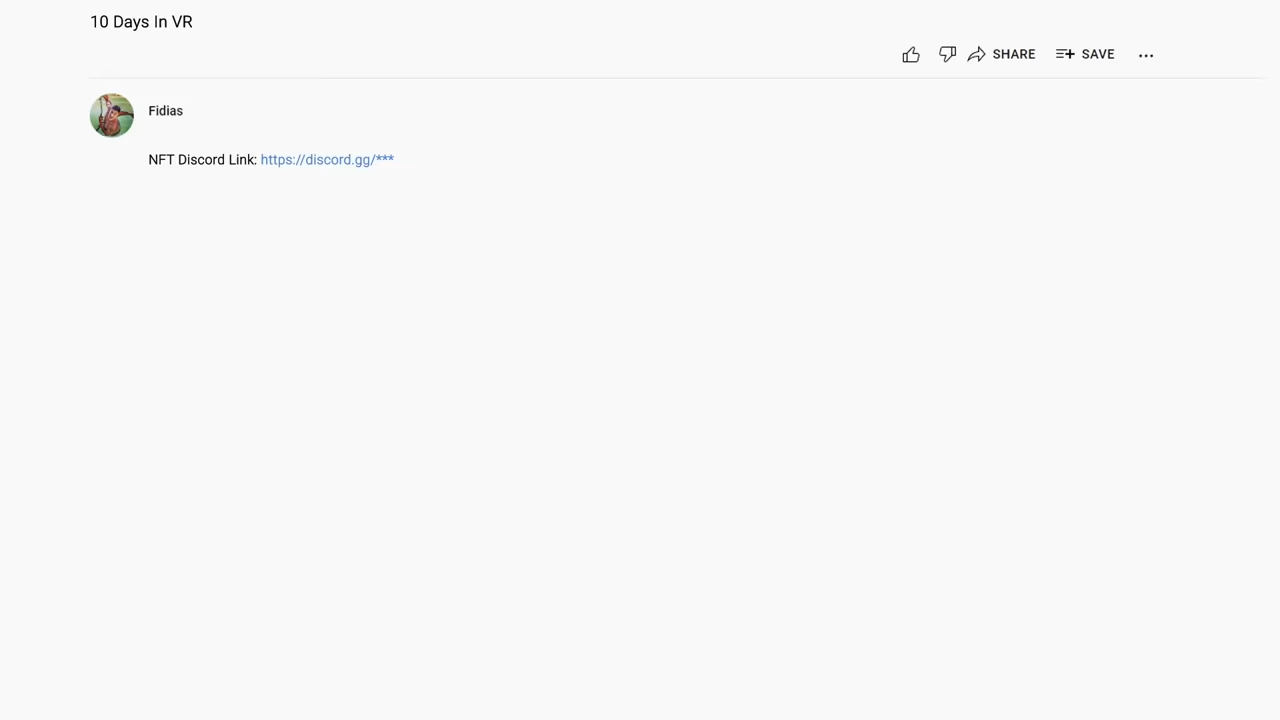 10 Days In VR
SHARE SAVE ...
Fidias
NFT Discord Link: https://discord.gg/***